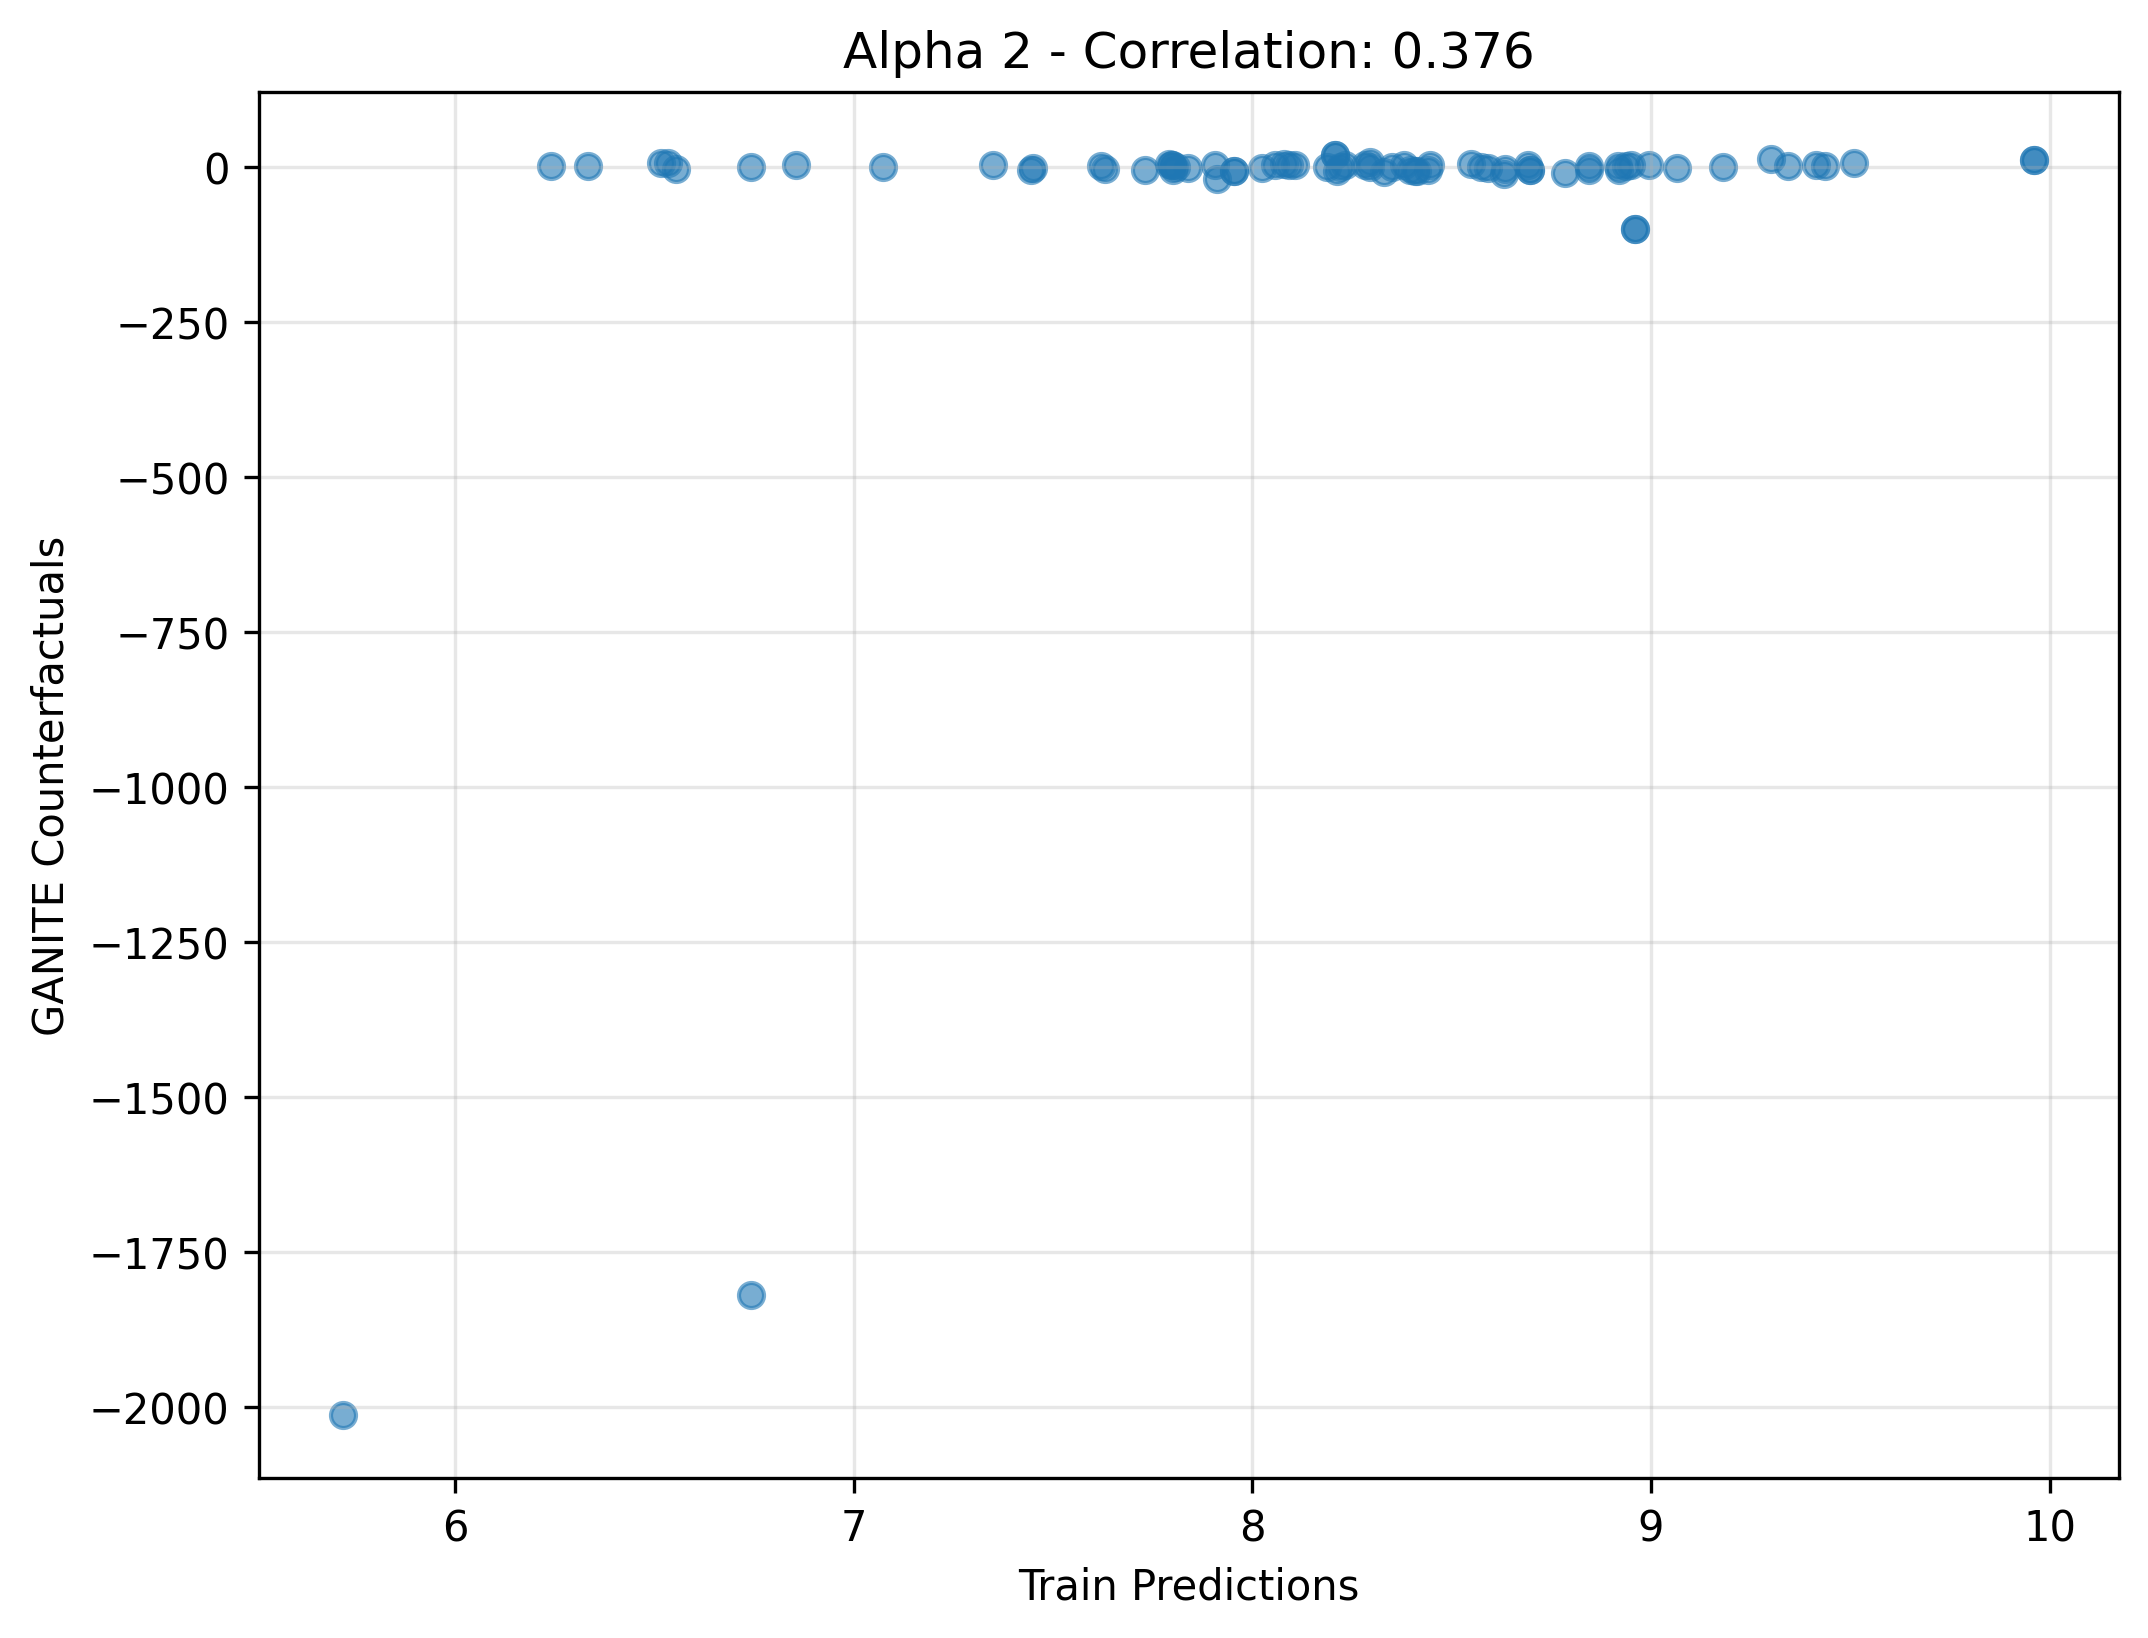 Alpha 2 - Correlation: 0.376
0
−250
−500
−750
−1000
−1250
−1500
−1750
−2000
GANITE Counterfactuals
6 7 8 9 10
Train Predictions